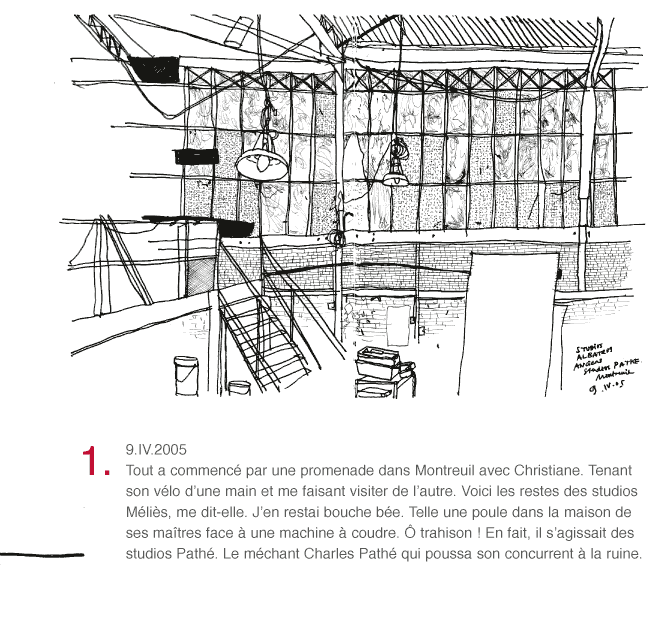 STUDIOS
ALBATROS
ANCIENS
STUDIOS PATHÉ.
Montreuil
9.IV.05
1.
9.IV.2005
Tout a commencé par une promenade dans Montreuil avec Christiane. Tenant
son vélo d’une main et me faisant visiter de l’autre. Voici les restes des studios
Méliès, me dit-elle. J’en restai bouche bée. Telle une poule dans la maison de
ses maîtres face à une machine à coudre. Ô trahison ! En fait, il s’agissait des
studios Pathé. Le méchant Charles Pathé qui poussa son concurrent à la ruine.